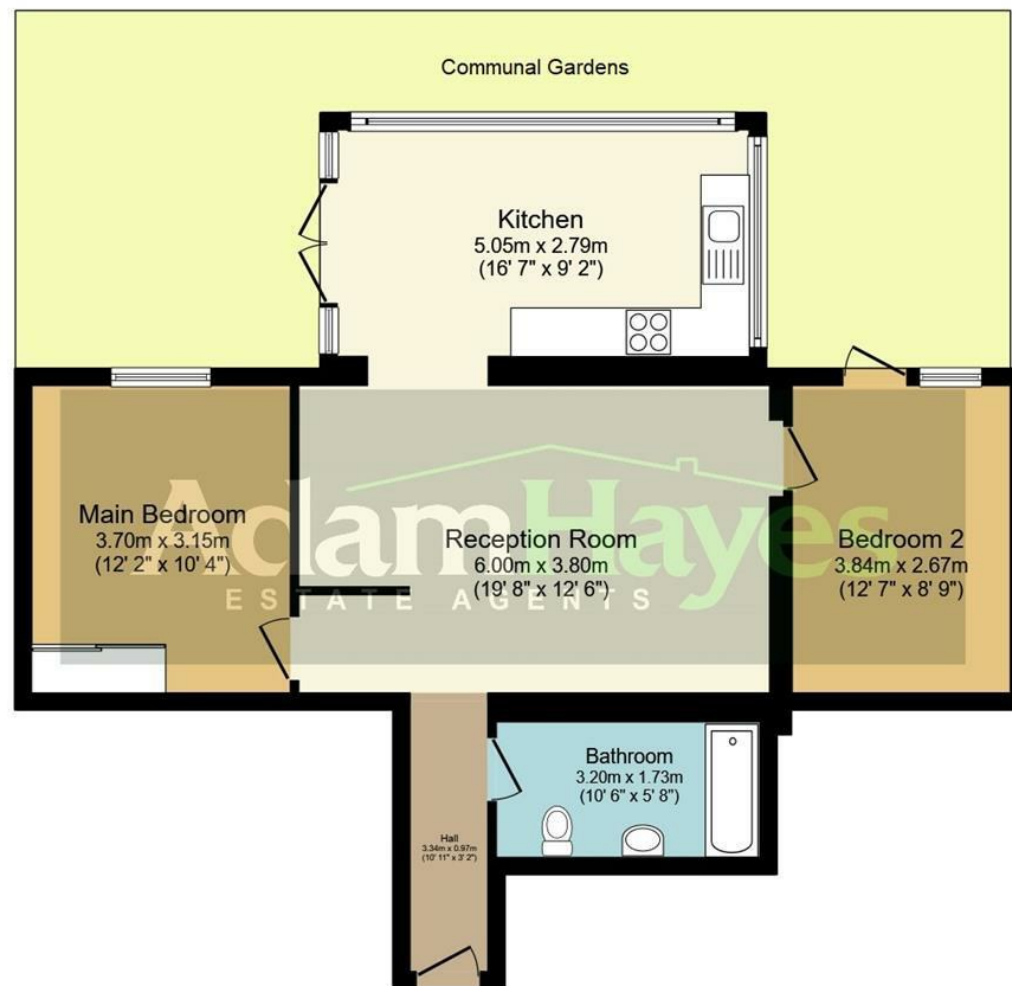 Communal Gardens
Kitchen
5.05m x 2.79m
(16' 7" x 9' 2")
Main Bedroom
3.70m x 3.15m
(12' 2" x 10' 4")
AdamHayes
ESTATE AGENTS
Reception Room
6.00m x 3.80m
(19' 8" x 12' 6")
Bedroom 2
3.84m x 2.67m
(12' 7" x 8' 9")
Bathroom
3.20m x 1.73m
(10' 6" x 5' 8")
Hall
3.34m x 0.97m
(10' 11" x 3' 2")